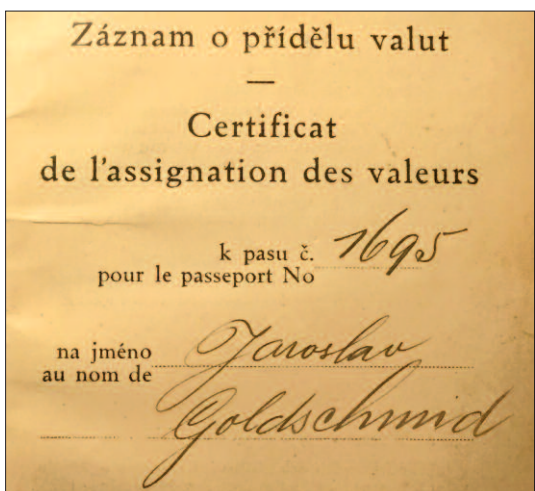 Záznam o přídělu valut
—
Certificat
de l'assignation des valeurs
k pasu č. 1695
pour le passeport No
na jméno Jaroslav
au nom de
Goldschmid